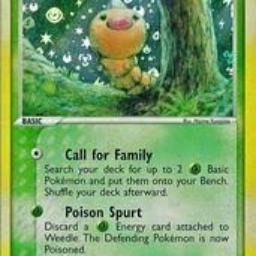 BASIC
Call for Family
Search your deck for up to 2 Basic
Pokémon and put them onto your Bench.
Shuffle your deck afterward.
Poison Spurt
Discard a Energy card attached to
Weedle. The Defending Pokémon is now
Poisoned.